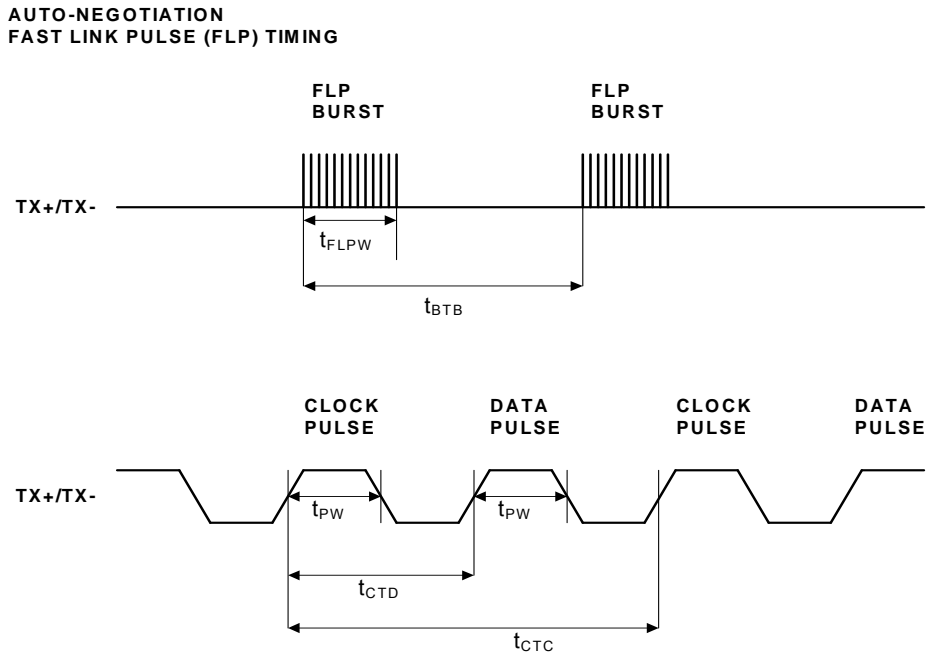 AUTO-NEGOTIATION
FAST LINK PULSE (FLP) TIMING
FLP
BURST
FLP
BURST
TX+/TX-
tFLPW
tBTB
CLOCK
PULSE
DATA
PULSE
CLOCK
PULSE
DATA
PULSE
TX+/TX-
tPW
tPW
tCTD
tCTC